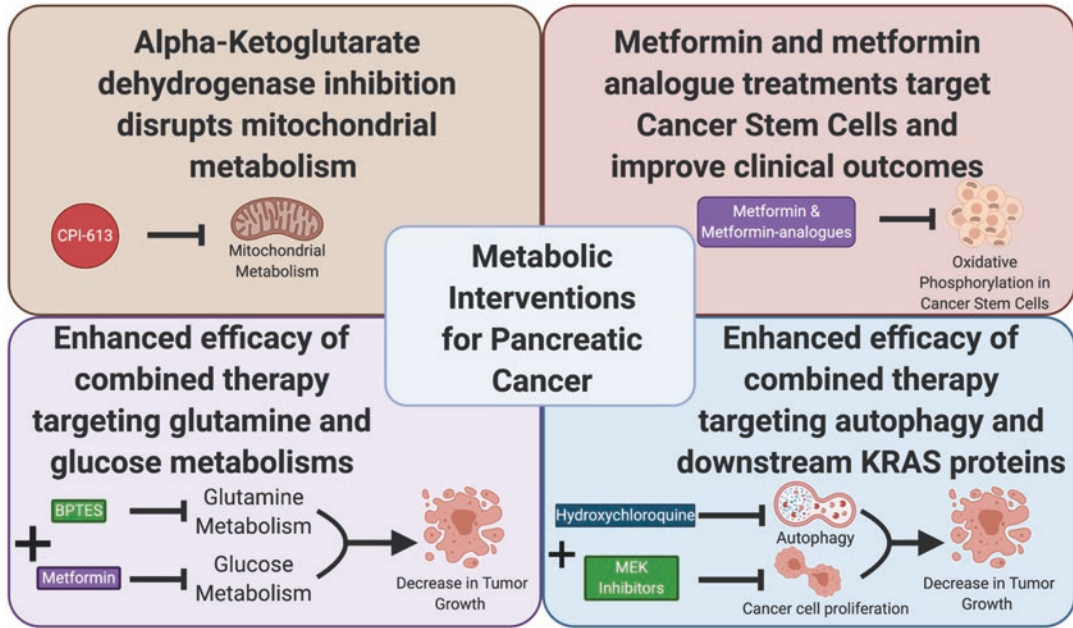 Alpha-Ketoglutarate
dehydrogenase inhibition
disrupts mitochondrial
metabolism
CPI-613
Mitochondrial
Metabolism
Metformin and metformin
analogue treatments target
Cancer Stem Cells and
improve clinical outcomes
Metformin &
Metformin-analogues
Oxidative
Phosphorylation in
Cancer Stem Cells
Metabolic
Interventions
for Pancreatic
Cancer
Enhanced efficacy of
combined therapy
targeting glutamine and
glucose metabolisms
BPTES
Glutamine
Metabolism
+
Metformin
Glucose
Metabolism
Decrease in Tumor
Growth
Enhanced efficacy of
combined therapy
targeting autophagy and
downstream KRAS proteins
Hydroxychloroquine
Autophagy
+
MEK
Inhibitors
Cancer cell proliferation
Decrease in Tumor
Growth